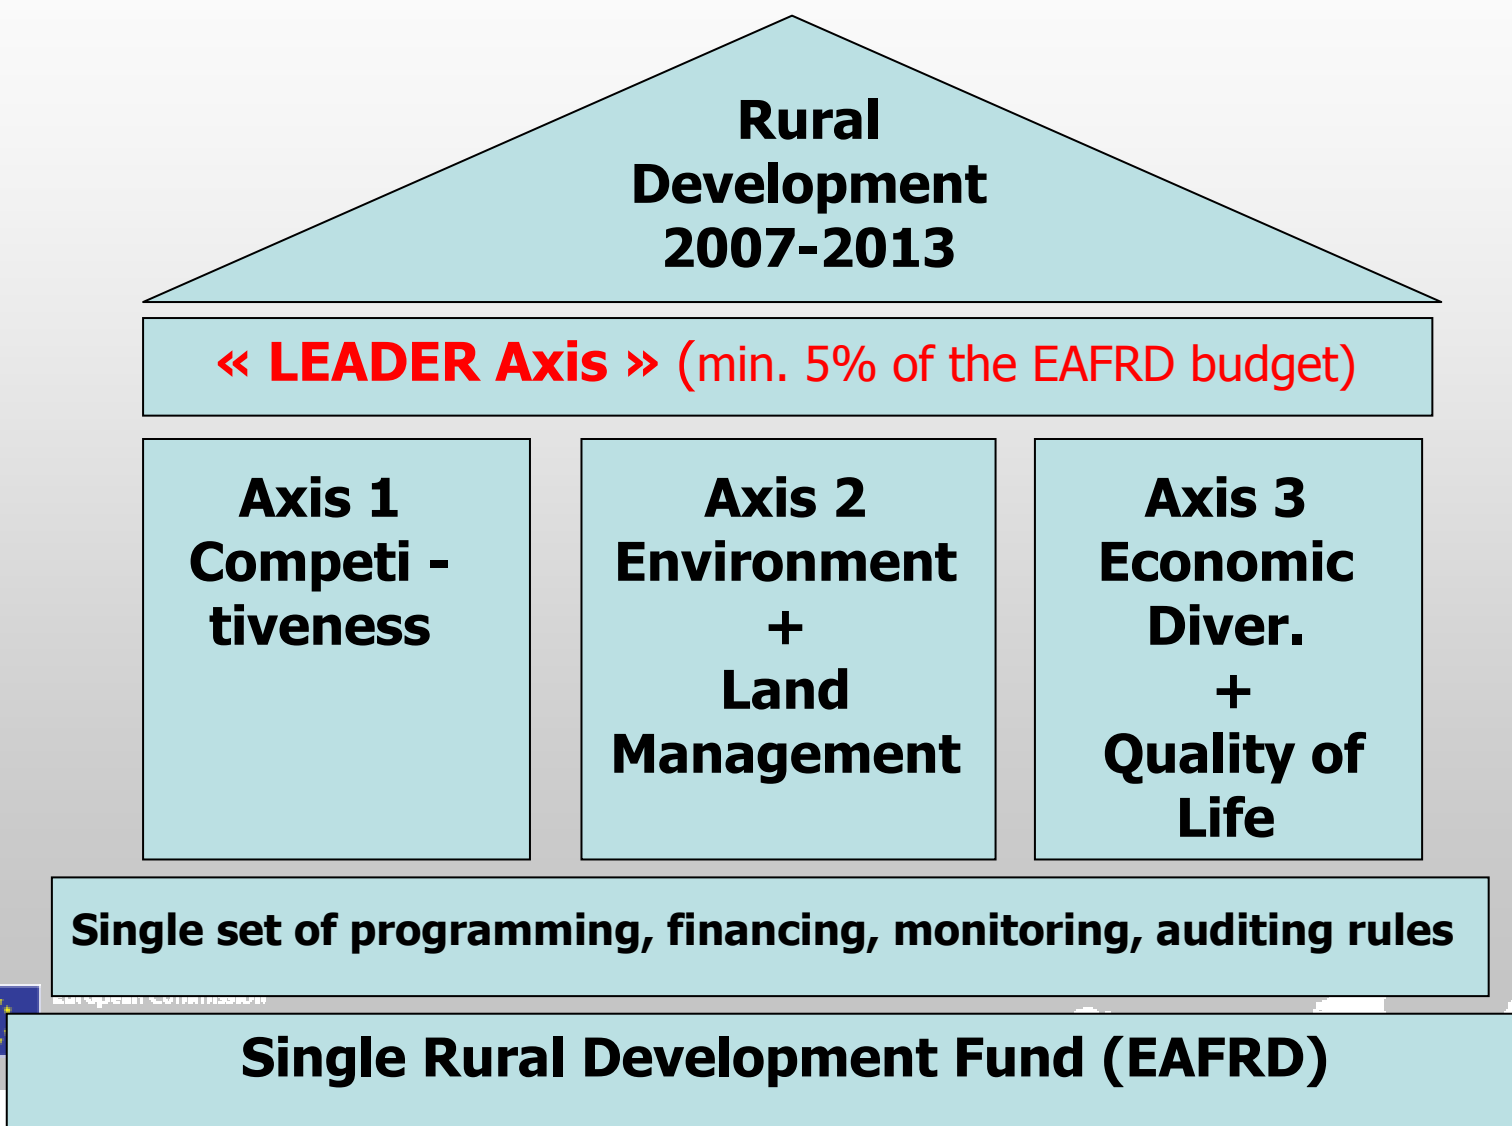 Rural
Development
2007-2013
« LEADER Axis » (min. 5% of the EAFRD budget)
Axis 1
Competi -
tiveness
Axis 2
Environment
+
Land
Management
Axis 3
Economic
Diver.
+
Quality of
Life
Single set of programming, financing, monitoring, auditing rules
European Commission
Single Rural Development Fund (EAFRD)